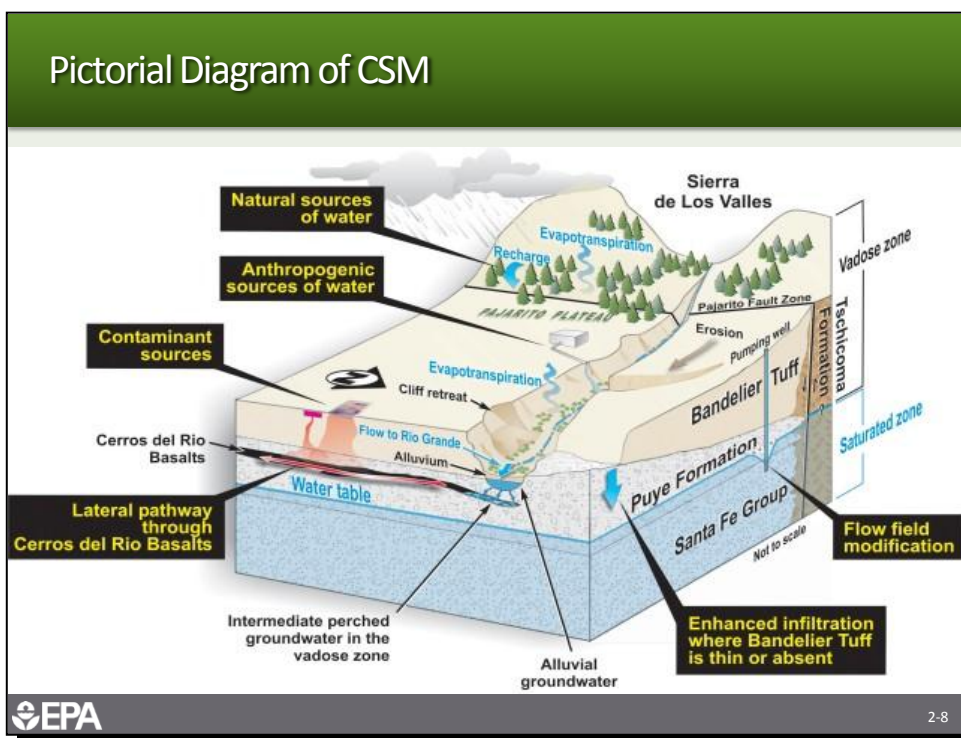 Pictorial Diagram of CSM
Natural sources
of water
Sierra
de Los Valles
Evapotranspiration
Recharge
Vadose zone
Anthropogenic
sources of water
Pajarito Fault Zone
PAJARITO PLATEAU
Tschicoma
Formation
Erosion
Pumping well
Contaminant
sources
Evapotranspiration
Cliff retreat
Bandelier Tuff
N
?
Saturated zone
Flow to Rio Grande
Cerros del Rio
Basalts
Alluvium
Puye Formation
Water table
Lateral pathway
through
Cerros del Rio Basalts
Santa Fe Group
Flow field
modification
Not to scale
Intermediate perched
groundwater in the
vadose zone
Alluvial
groundwater
Enhanced infiltration
where Bandelier Tuff
is thin or absent
EPA
2-8